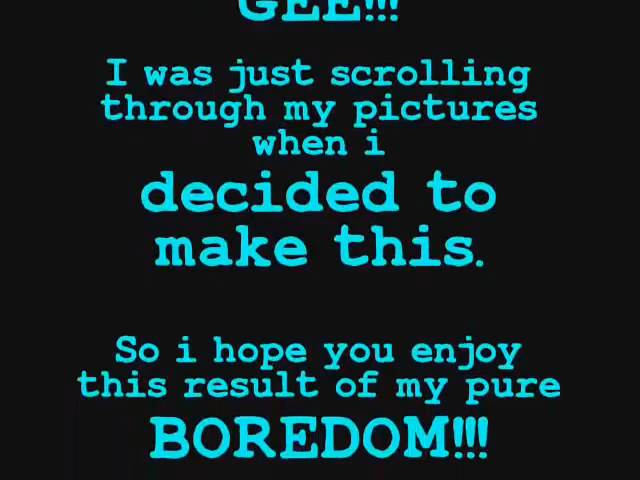 GEE!!!
I was just scrolling
through my pictures
when i
decided to
make this.
So i hope you enjoy
this result of my pure
BOREDOM!!!